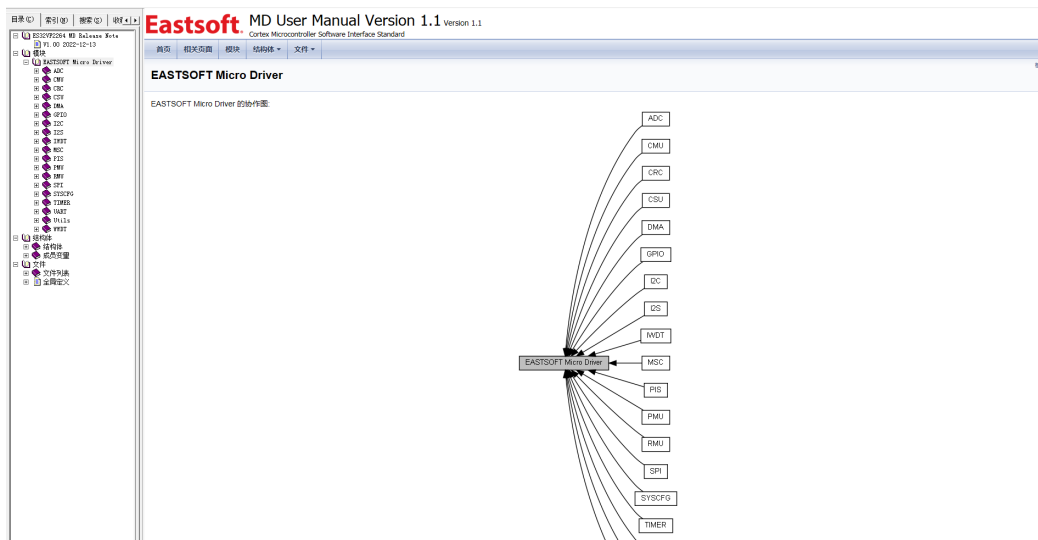 目录(C) 索引(N) 搜索(S)
Eastsoft. MD User Manual Version 1.1 Version 1.1
Cortex Microcontroller Software Interface Standard
首页 相关页面 模块 结构体 文件
ES32VF2264 MD Release Note
V1.00 2022-12-13
模块
EASTSOFT Micro Driver
ADC
CMU
CRC
CSU
DMA
GPIO
I2C
I2S
IWDT
MSC
PIS
PMU
RMU
SPI
SYSCFG
TIMER
UART
Utils
WWDT
结构体
结构体
成员变量
文件
文件列表
全局定义
EASTSOFT Micro Driver
EASTSOFT Micro Driver 的协作图:
ADC
CMU
CRC
CSU
DMA
GPIO
I2C
I2S
IWDT
EASTSOFT Micro Driver MSC
PIS
PMU
RMU
SPI
SYSCFG
TIMER